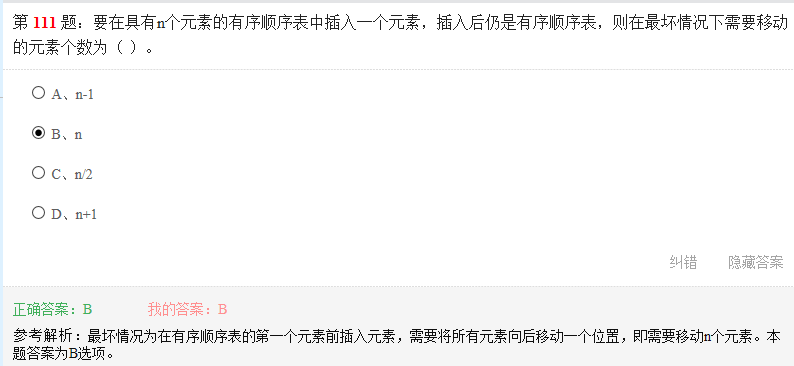 第 111 题：要在具有n个元素的有序顺序表中插入一个元素，插入后仍是有序顺序表，则在最坏情况下需要移动
的元素个数为（ ）。
A、n-1
B、n
C、n/2
D、n+1
纠错 隐藏答案
正确答案：B 我的答案：B
参考解析：最坏情况为在有序顺序表的第一个元素前插入元素，需要将所有元素向后移动一个位置，即需要移动n个元素。本
题答案为B选项。